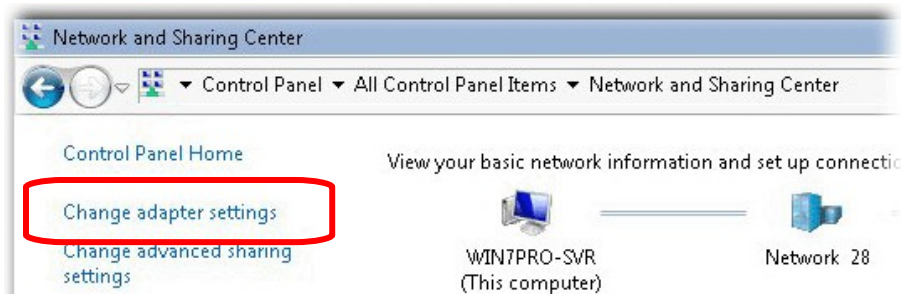 Network and Sharing Center
Control Panel ▾ All Control Panel Items ▾ Network and Sharing Center
Control Panel Home
View your basic network information and set up
Change adapter settings
Change advanced sharing
settings
WIN7PRO-SVR
(This computer)
Network 28